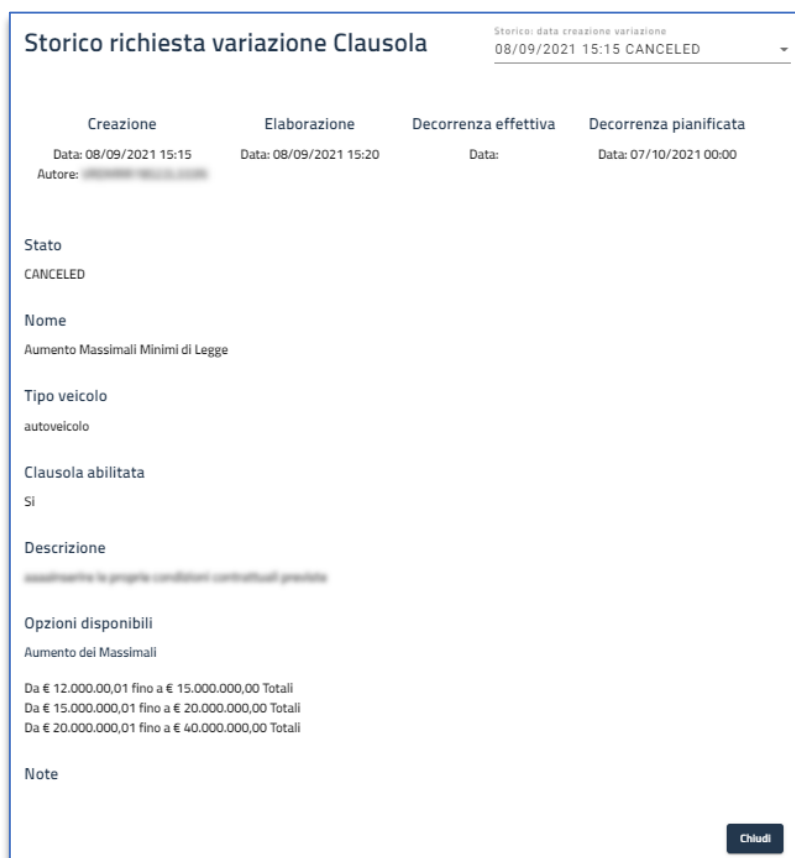 Storico richiesta variazione Clausola
Storico: data creazione variazione
08/09/2021 15:15 CANCELED
Creazione
Elaborazione
Decorrenza effettiva
Decorrenza pianificata
Data: 08/09/2021 15:15
Data: 08/09/2021 15:20
Data:
Data: 07/10/2021 00:00
Autore:
Stato
CANCELED
Nome
Aumento Massimali Minimi di Legge
Tipo veicolo
autoveicolo
Clausola abilitata
Si
Descrizione
Opzioni disponibili
Aumento dei Massimali
Da € 12.000.00,01 fino a € 15.000.000,00 Totali
Da € 15.000.000,01 fino a € 20.000.000,00 Totali
Da € 20.000.000,01 fino a € 40.000.000,00 Totali
Note
Chiudi